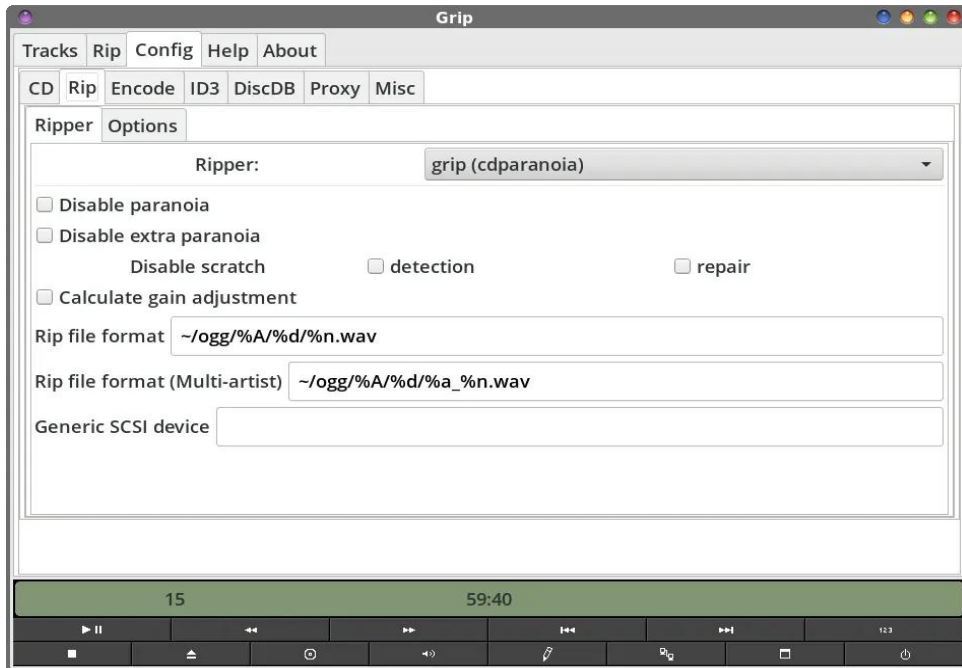 Grip
Tracks Rip Config Help About
CD Rip Encode ID3 DiscDB Proxy Misc
Ripper Options
Ripper: grip (cdparanoia)
Disable paranoia
Disable extra paranoia
Disable scratch detection repair
Calculate gain adjustment
Rip file format ~/ogg/%A/%d/%n.wav
Rip file format (Multi-artist) ~/ogg/%A/%d/%a_%n.wav
Generic SCSI device
15 59:40
123